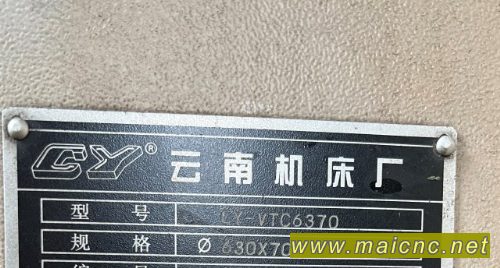 CY® 云南机床厂
型号 CY-VTC6370
规格 Ø 630X70
www.maicnc.net